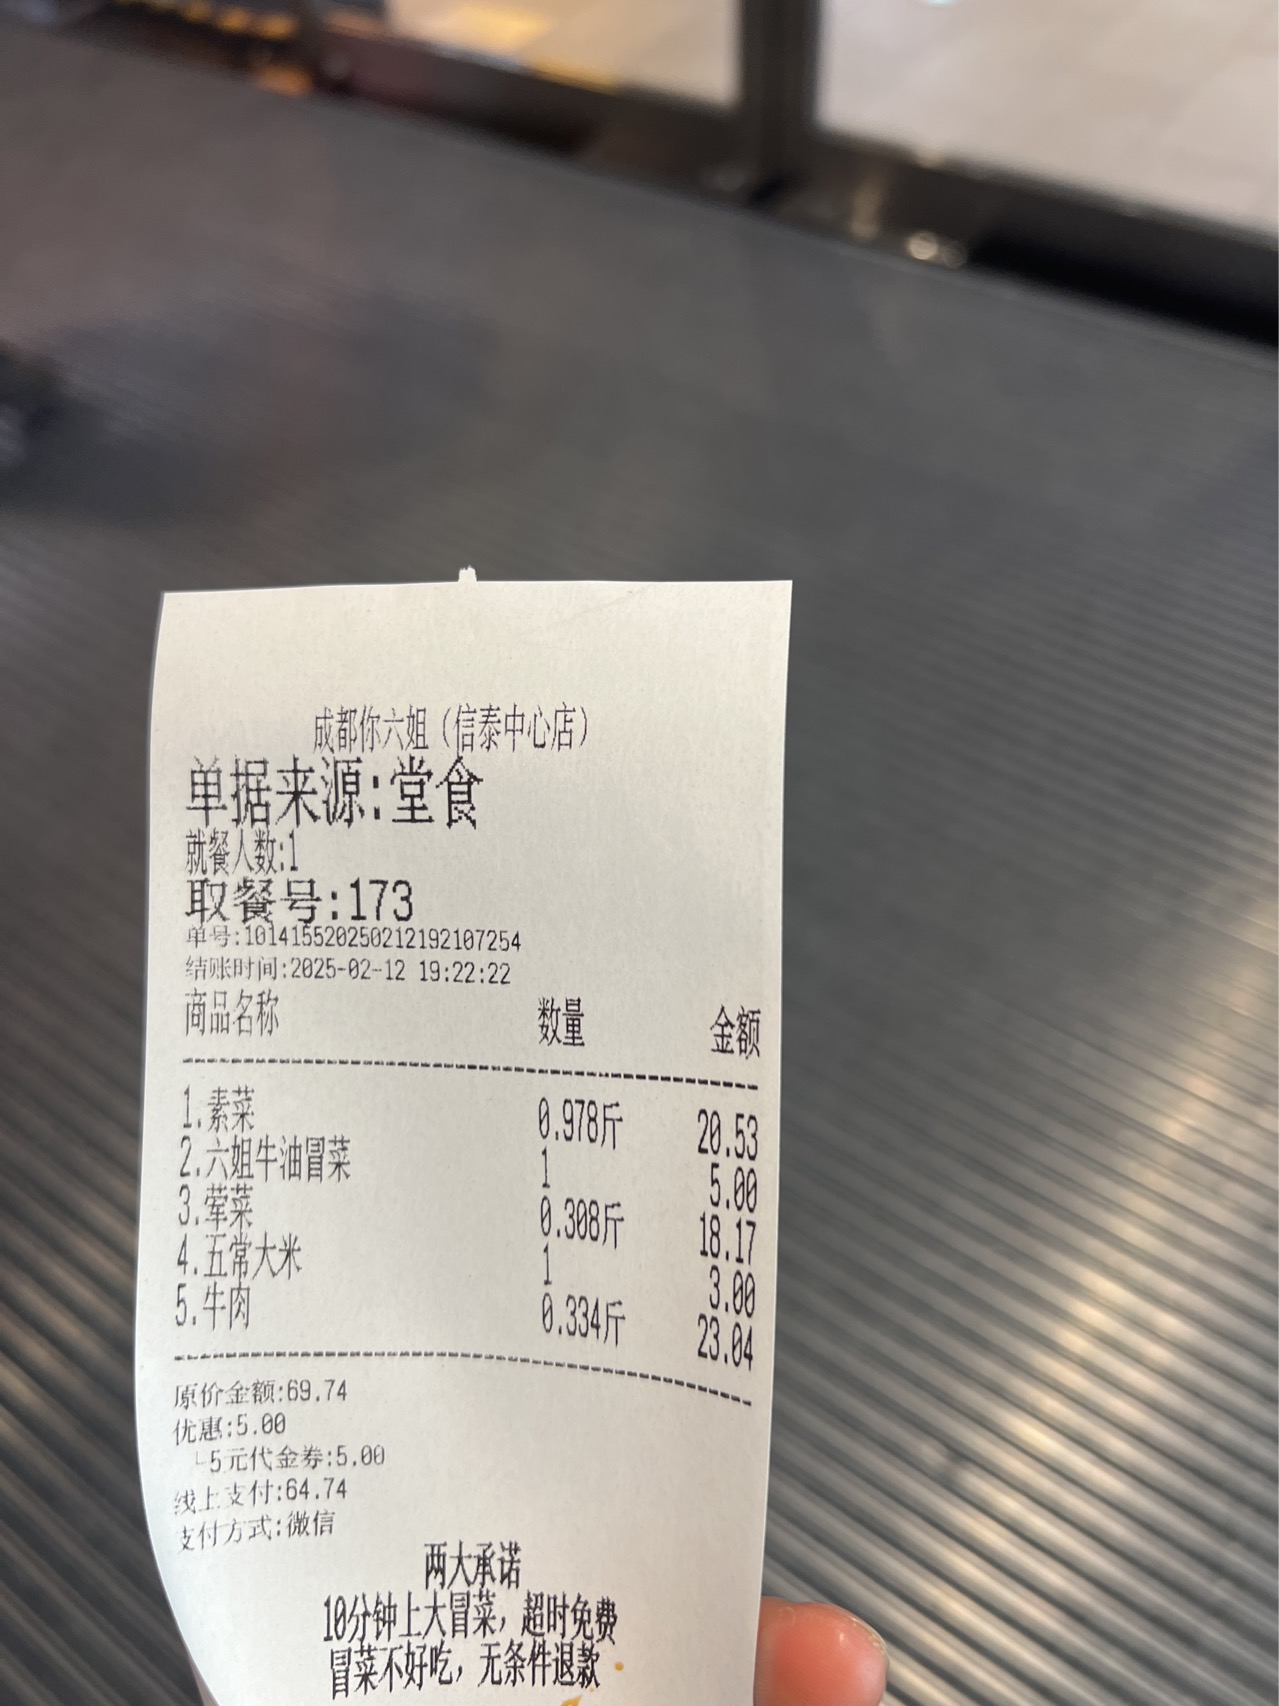 成都你六姐（信泰中心店）
单据来源:堂食
就餐人数:1
取餐号:173
单号:101415520250212192107254
结账时间:2025-02-12 19:22:22
商品名称 数量 金额
1.素菜 0.978斤 20.53
2.六姐牛油冒菜 1 5.00
3.荤菜 0.308斤 18.17
4.五常大米 1 3.00
5.牛肉 0.334斤 23.04
原价金额:69.74
优惠:5.00
└5元代金券:5.00
线上支付:64.74
支付方式:微信
两大承诺
10分钟上大冒菜，超时免费
冒菜不好吃，无条件退款